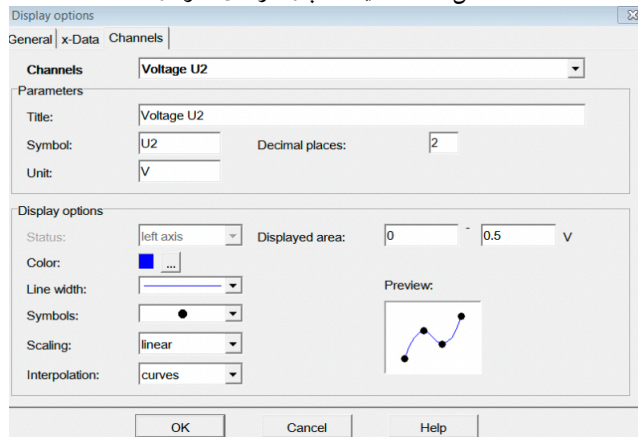 Display options
General x-Data Channels
Channels Voltage U2
Parameters
Title: Voltage U2
Symbol: U2 Decimal places: 2
Unit: V
Display options
Status: left axis Displayed area: 0 - 0.5 V
Color: ...
Line width: Preview:
Symbols:
Scaling: linear
Interpolation: curves
OK Cancel Help